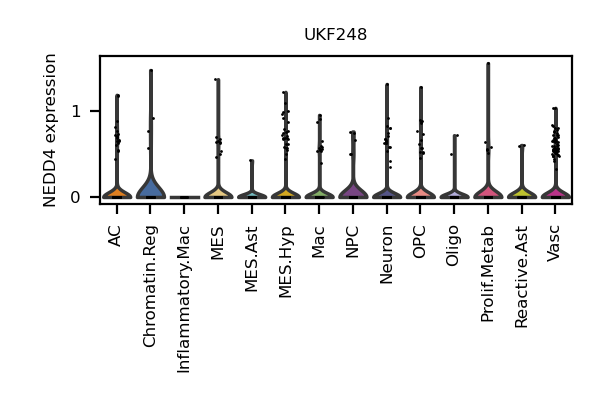 UKF248
NEDD4 expression
1
0
AC
Chromatin.Reg
Inflammatory.Mac
MES
MES.Ast
MES.Hyp
Mac
NPC
Neuron
OPC
Oligo
Prolif.Metab
Reactive.Ast
Vasc